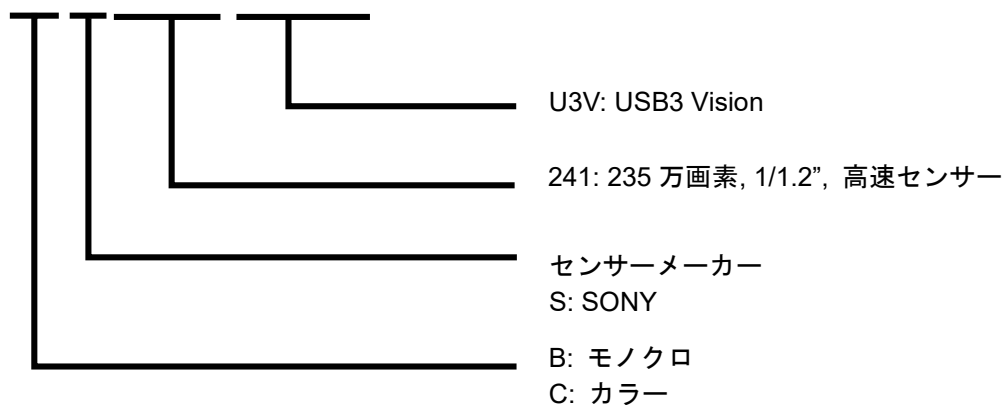 U3V: USB3 Vision
241: 235 万画素, 1/1.2”, 高速センサー
センサーメーカー
S: SONY
B: モノクロ
C: カラー